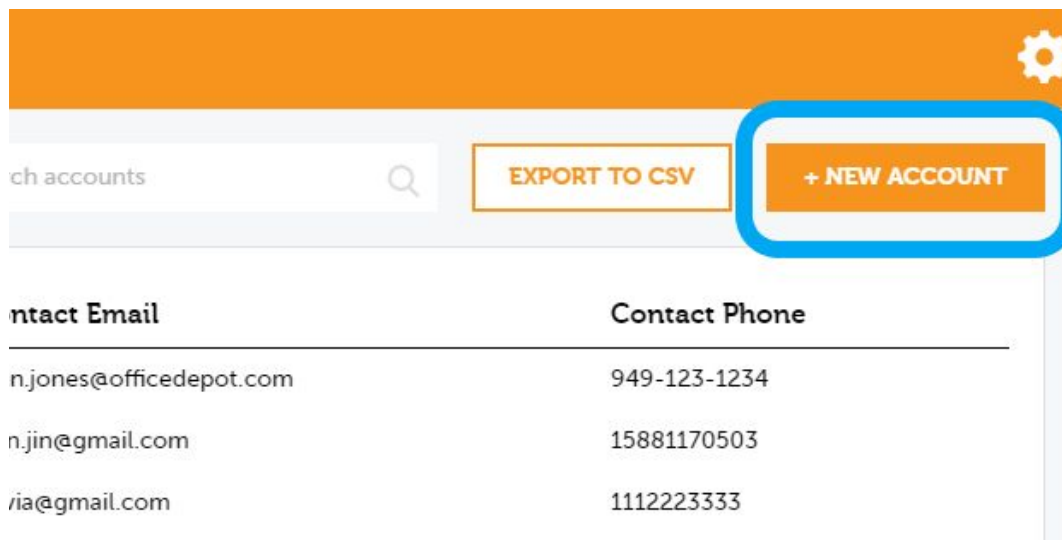 ch accounts
EXPORT TO CSV
+ NEW ACCOUNT
ntact Email Contact Phone
n.jones@officedepot.com 949-123-1234
n.jin@gmail.com 15881170503
via@gmail.com 1112223333